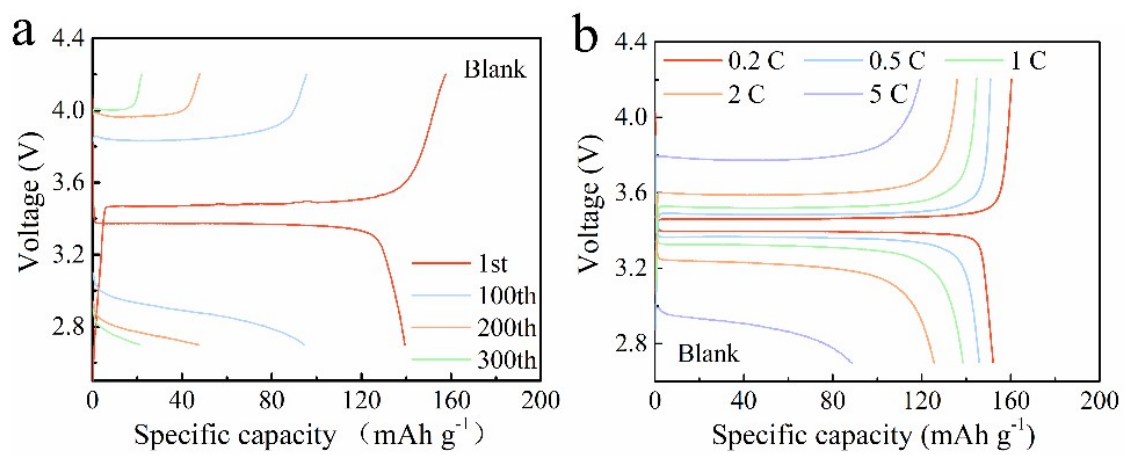 a
4.4
4.0
3.6
3.2
2.8
Voltage (V)
Blank
1st
100th
200th
300th
0 40 80 120 160 200
Specific capacity （mAh g⁻¹）
b
4.4
4.0
3.6
3.2
2.8
Voltage (V)
0.2 C 0.5 C 1 C
2 C 5 C
Blank
0 40 80 120 160 200
Specific capacity (mAh g⁻¹)